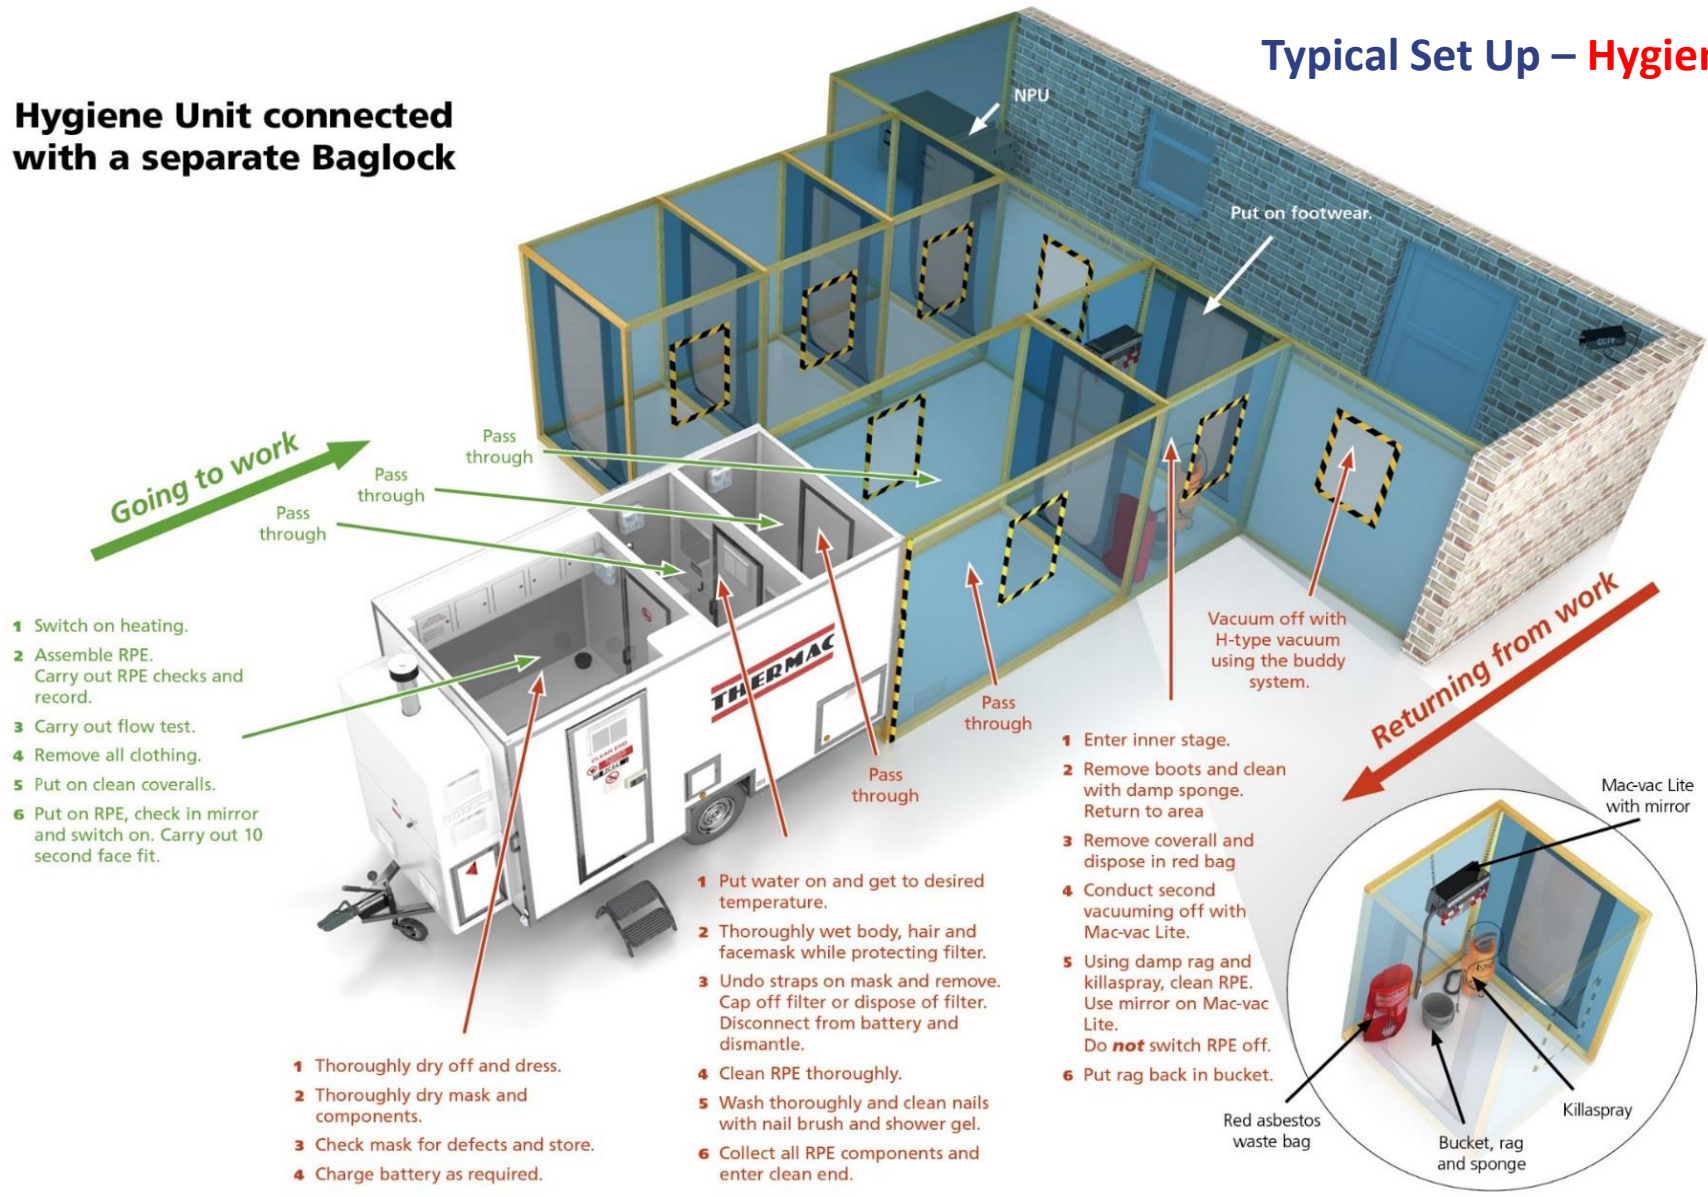 Typical Set Up – Hygien
Hygiene Unit connected
with a separate Baglock
NPU
Put on footwear.
CCTV
Going to work
Pass
through
Pass
through
Pass
through
1 Switch on heating.
2 Assemble RPE.
Carry out RPE checks and
record.
3 Carry out flow test.
4 Remove all clothing.
5 Put on clean coveralls.
6 Put on RPE, check in mirror
and switch on. Carry out 10
second face fit.
THERMAC
CLEAN END
Pass
through
Pass
through
Vacuum off with
H-type vacuum
using the buddy
system.
Returning from work
1 Enter inner stage.
2 Remove boots and clean
with damp sponge.
Return to area
3 Remove coverall and
dispose in red bag
4 Conduct second
vacuuming off with
Mac-vac Lite.
5 Using damp rag and
killaspray, clean RPE.
Use mirror on Mac-vac
Lite.
Do not switch RPE off.
6 Put rag back in bucket.
1 Put water on and get to desired
temperature.
2 Thoroughly wet body, hair and
facemask while protecting filter.
3 Undo straps on mask and remove.
Cap off filter or dispose of filter.
Disconnect from battery and
dismantle.
4 Clean RPE thoroughly.
5 Wash thoroughly and clean nails
with nail brush and shower gel.
6 Collect all RPE components and
enter clean end.
1 Thoroughly dry off and dress.
2 Thoroughly dry mask and
components.
3 Check mask for defects and store.
4 Charge battery as required.
Mac-vac Lite
with mirror
Red asbestos
waste bag
Bucket, rag
and sponge
Killaspray